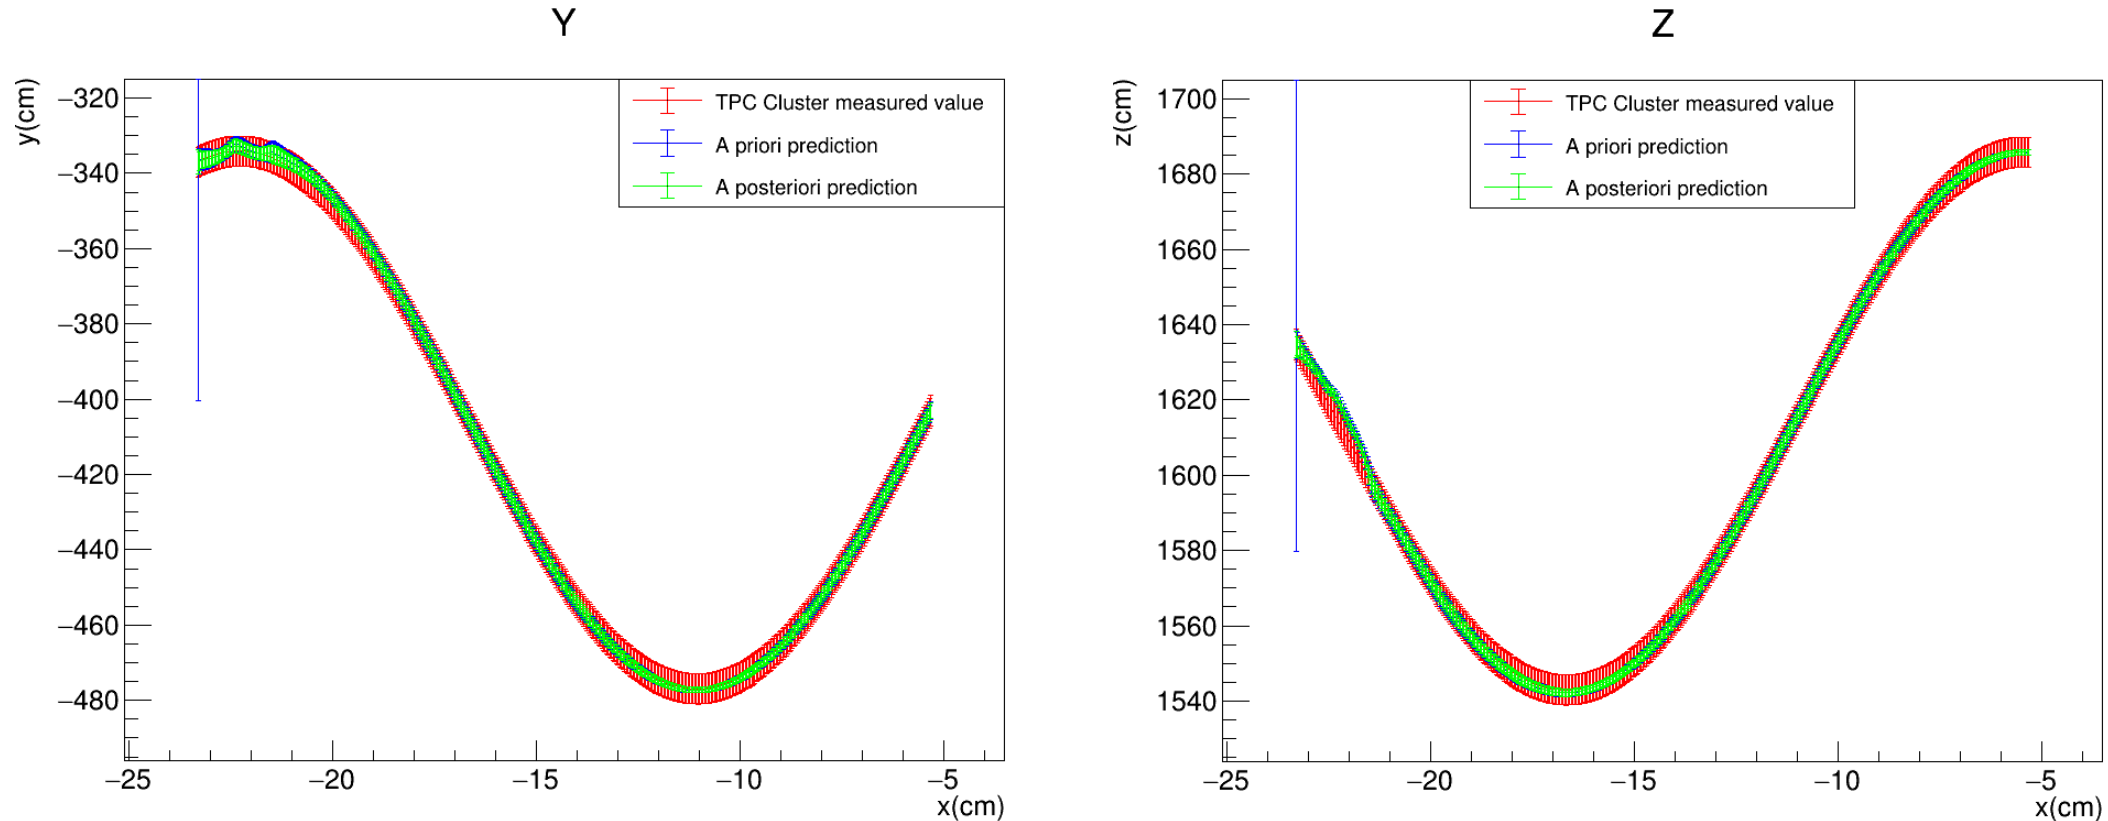 Y
y(cm)
−320
−340
−360
−380
−400
−420
−440
−460
−480
TPC Cluster measured value
A priori prediction
A posteriori prediction
−25
−20
−15
−10
−5
x(cm)
Z
z(cm)
1700
1680
1660
1640
1620
1600
1580
1560
1540
TPC Cluster measured value
A priori prediction
A posteriori prediction
−25
−20
−15
−10
−5
x(cm)